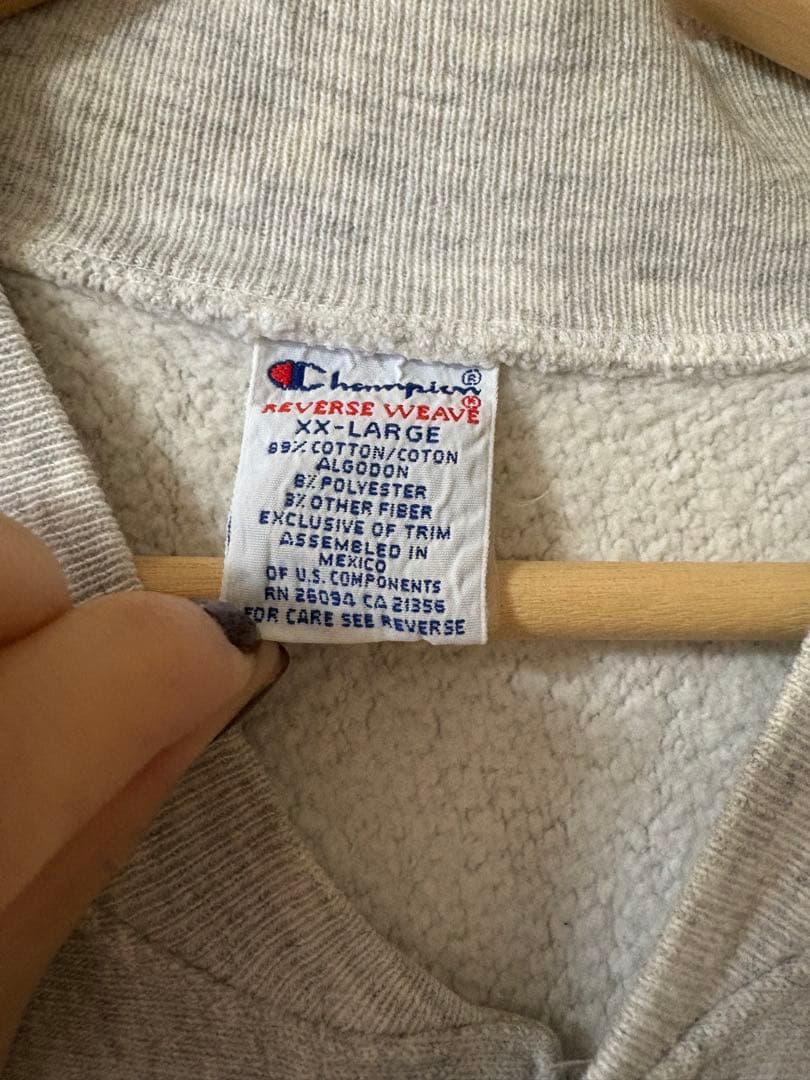 Champion®
REVERSE WEAVE®
XX-LARGE
89% COTTON/COTON
ALGODON
8% POLYESTER
3% OTHER FIBER
EXCLUSIVE OF TRIM
ASSEMBLED IN
MEXICO
OF U.S. COMPONENTS
RN 26094 CA 21356
FOR CARE SEE REVERSE